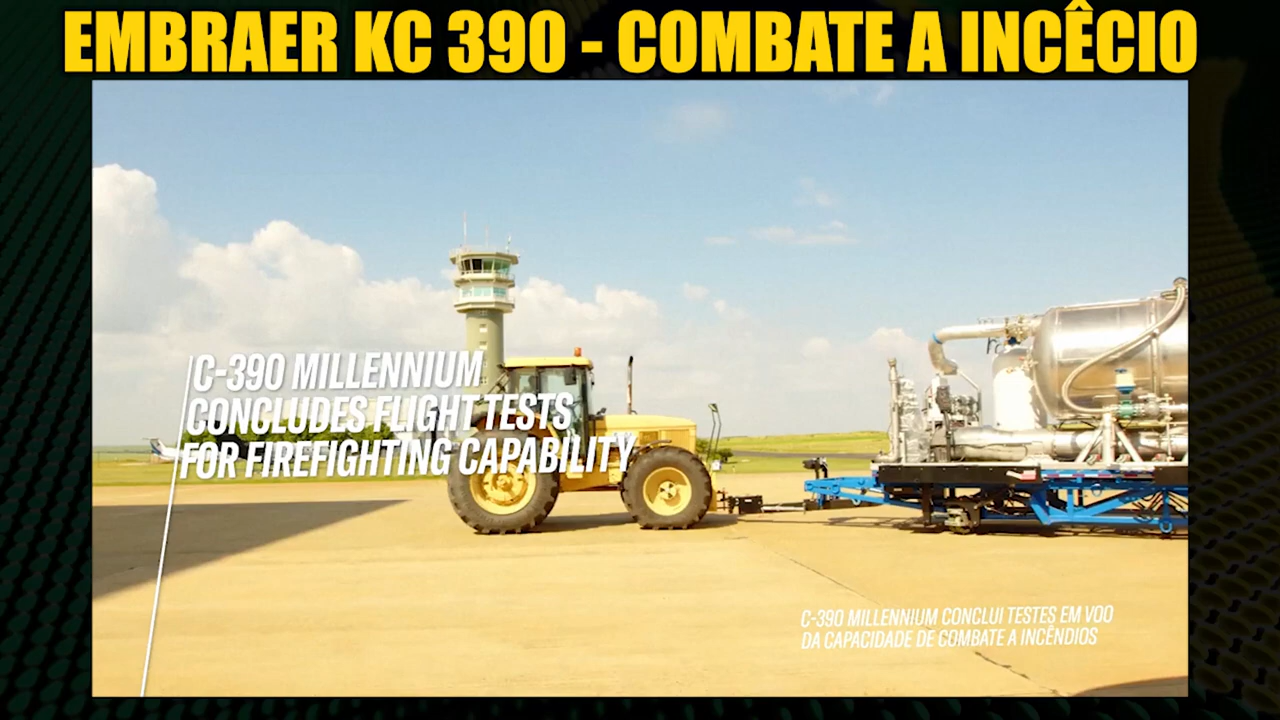 EMBRAER KC 390 - COMBATE A INCÊCIO
C-390 MILLENNIUM
CONCLUDES FLIGHT TESTS
FOR FIREFIGHTING CAPABILITY
C-390 MILLENNIUM CONCLUI TESTES EM VOO
DA CAPACIDADE DE COMBATE A INCÊNDIOS